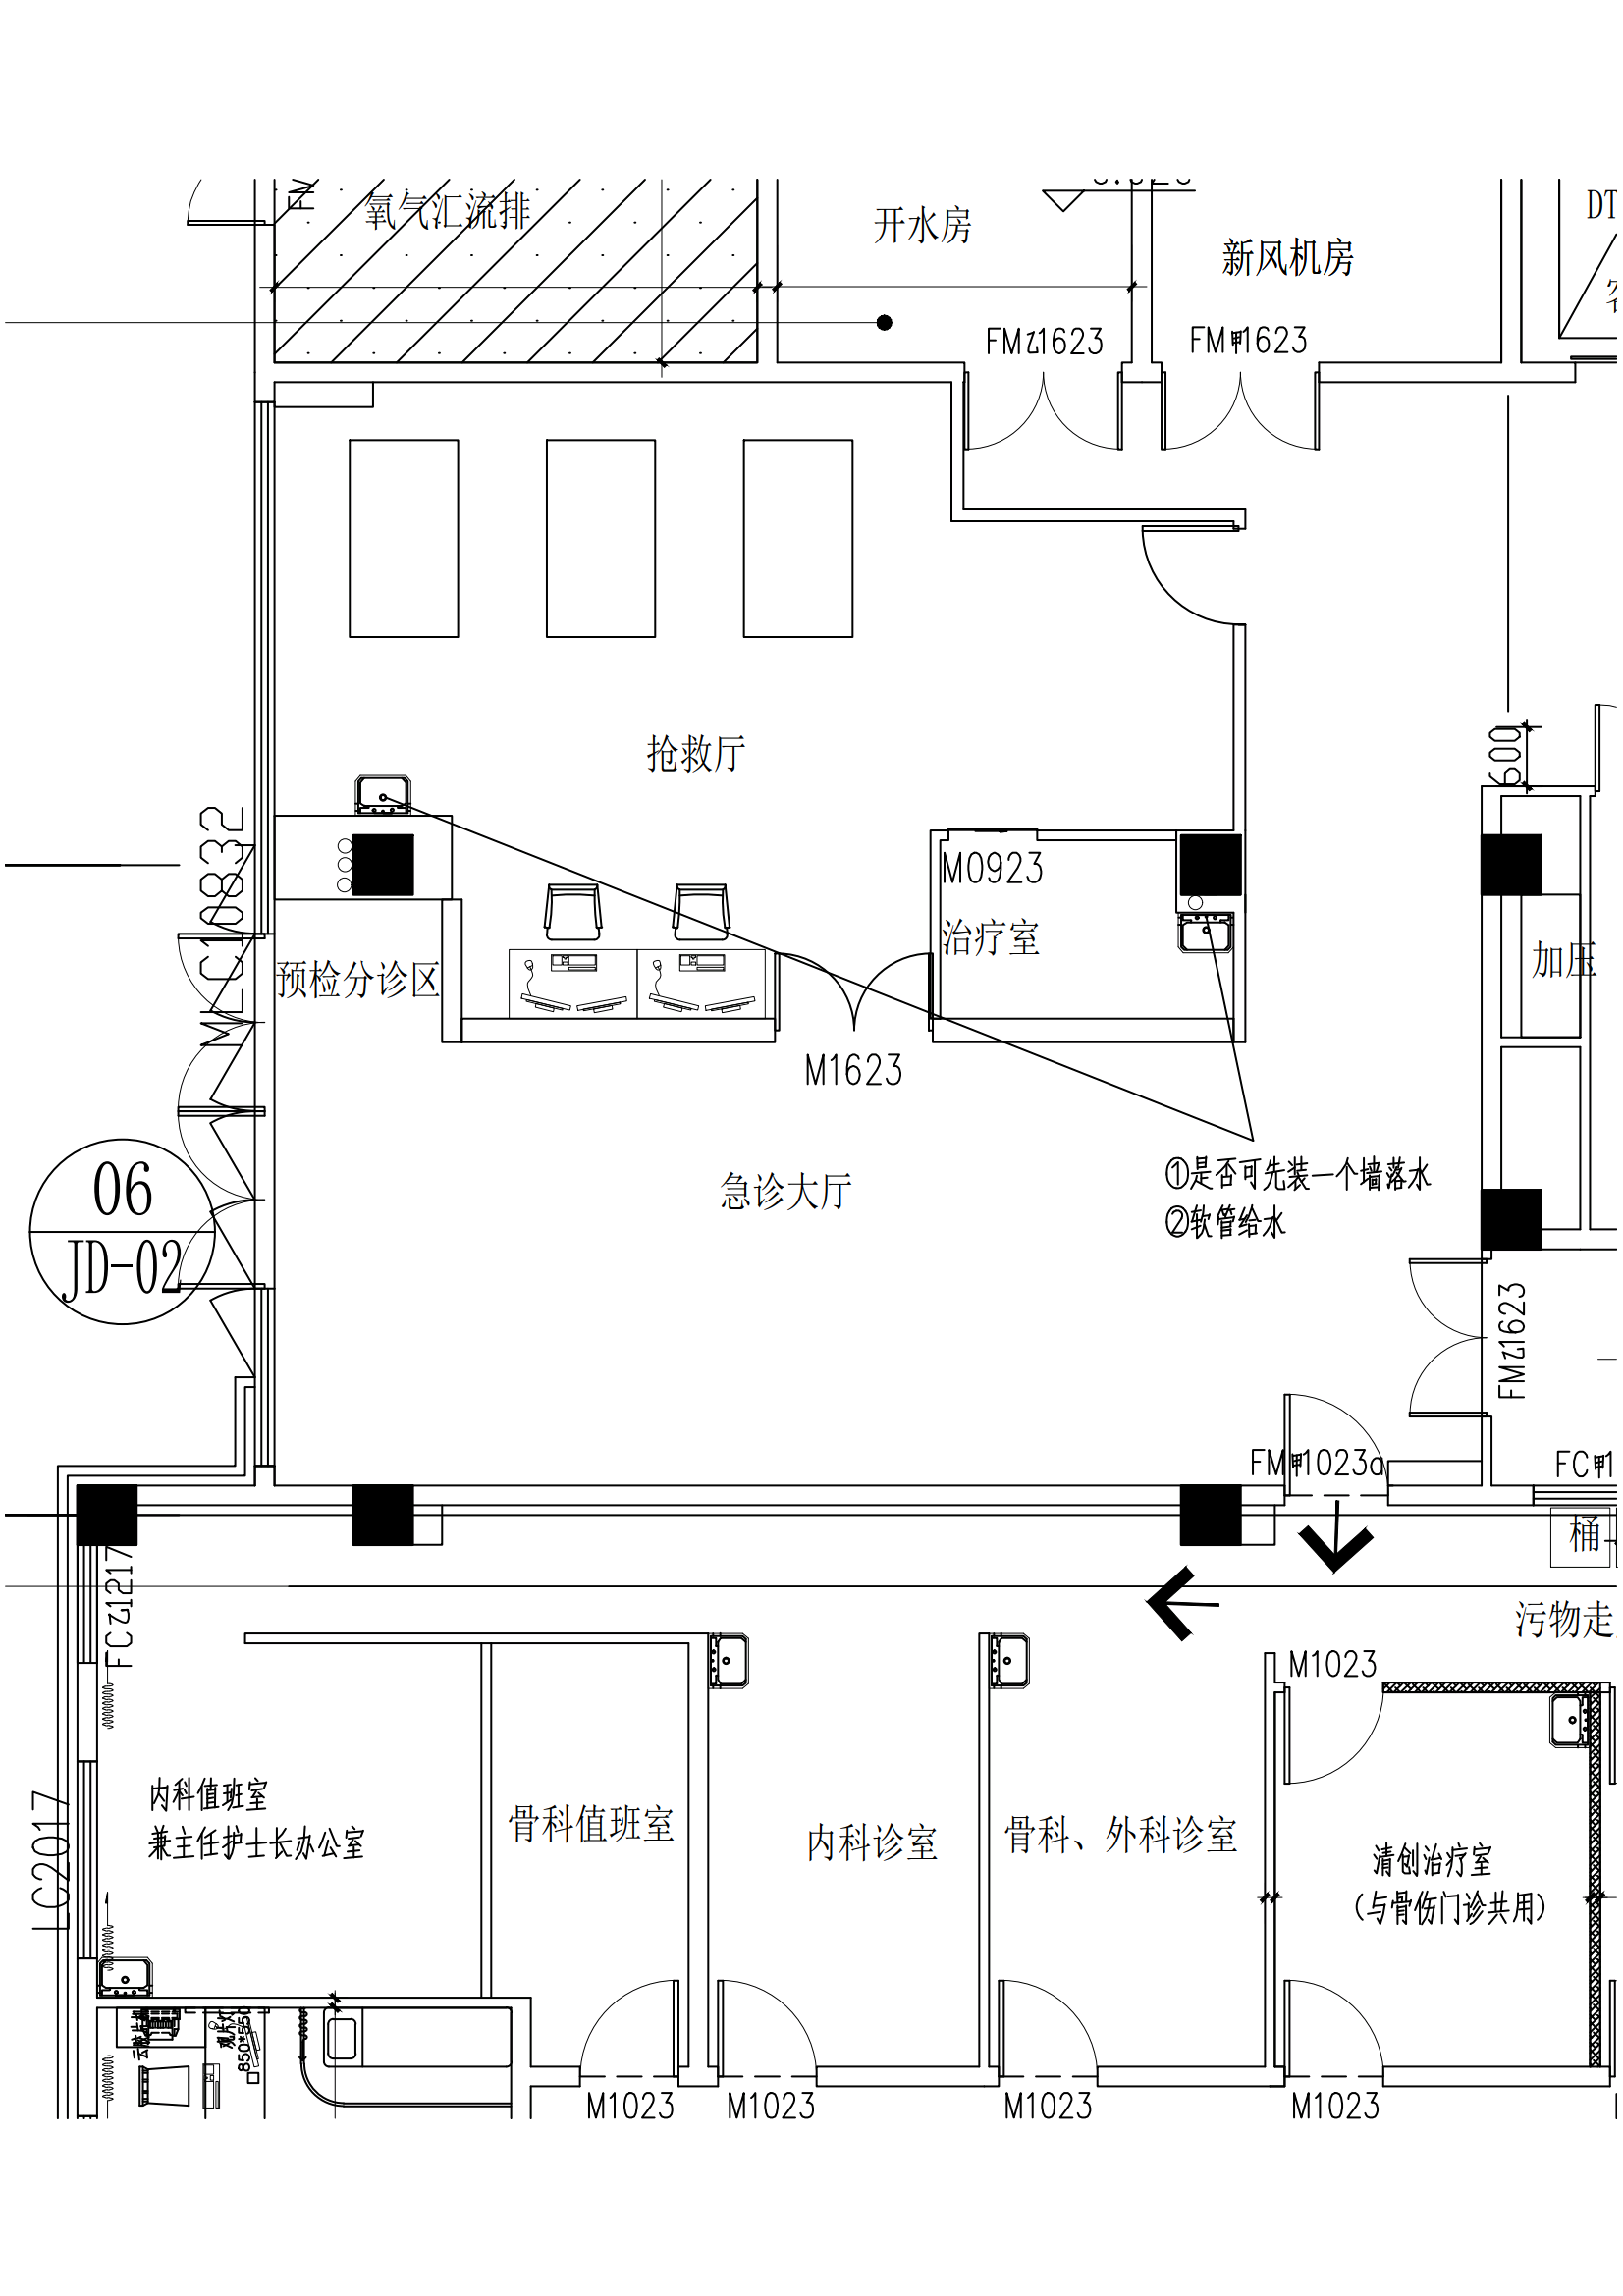 氧气汇流排
开水房
新风机房
DT
FM乙1623
FM甲1623
抢救厅
600
MLC10832
M0923
治疗室
预检分诊区
加压
M1623
06
JD-02
急诊大厅
①是否可先装一个墙落水
②软管给水
FM乙1623
FM甲1023a
FC甲1
桶
FC乙1217
污物走
M1023
内科值班室
兼主任护士长办公室
骨科值班室
内科诊室
骨科、外科诊室
清创治疗室
（与骨伤门诊共用）
LC2017
观片灯
850*550
M1023
M1023
M1023
M1023